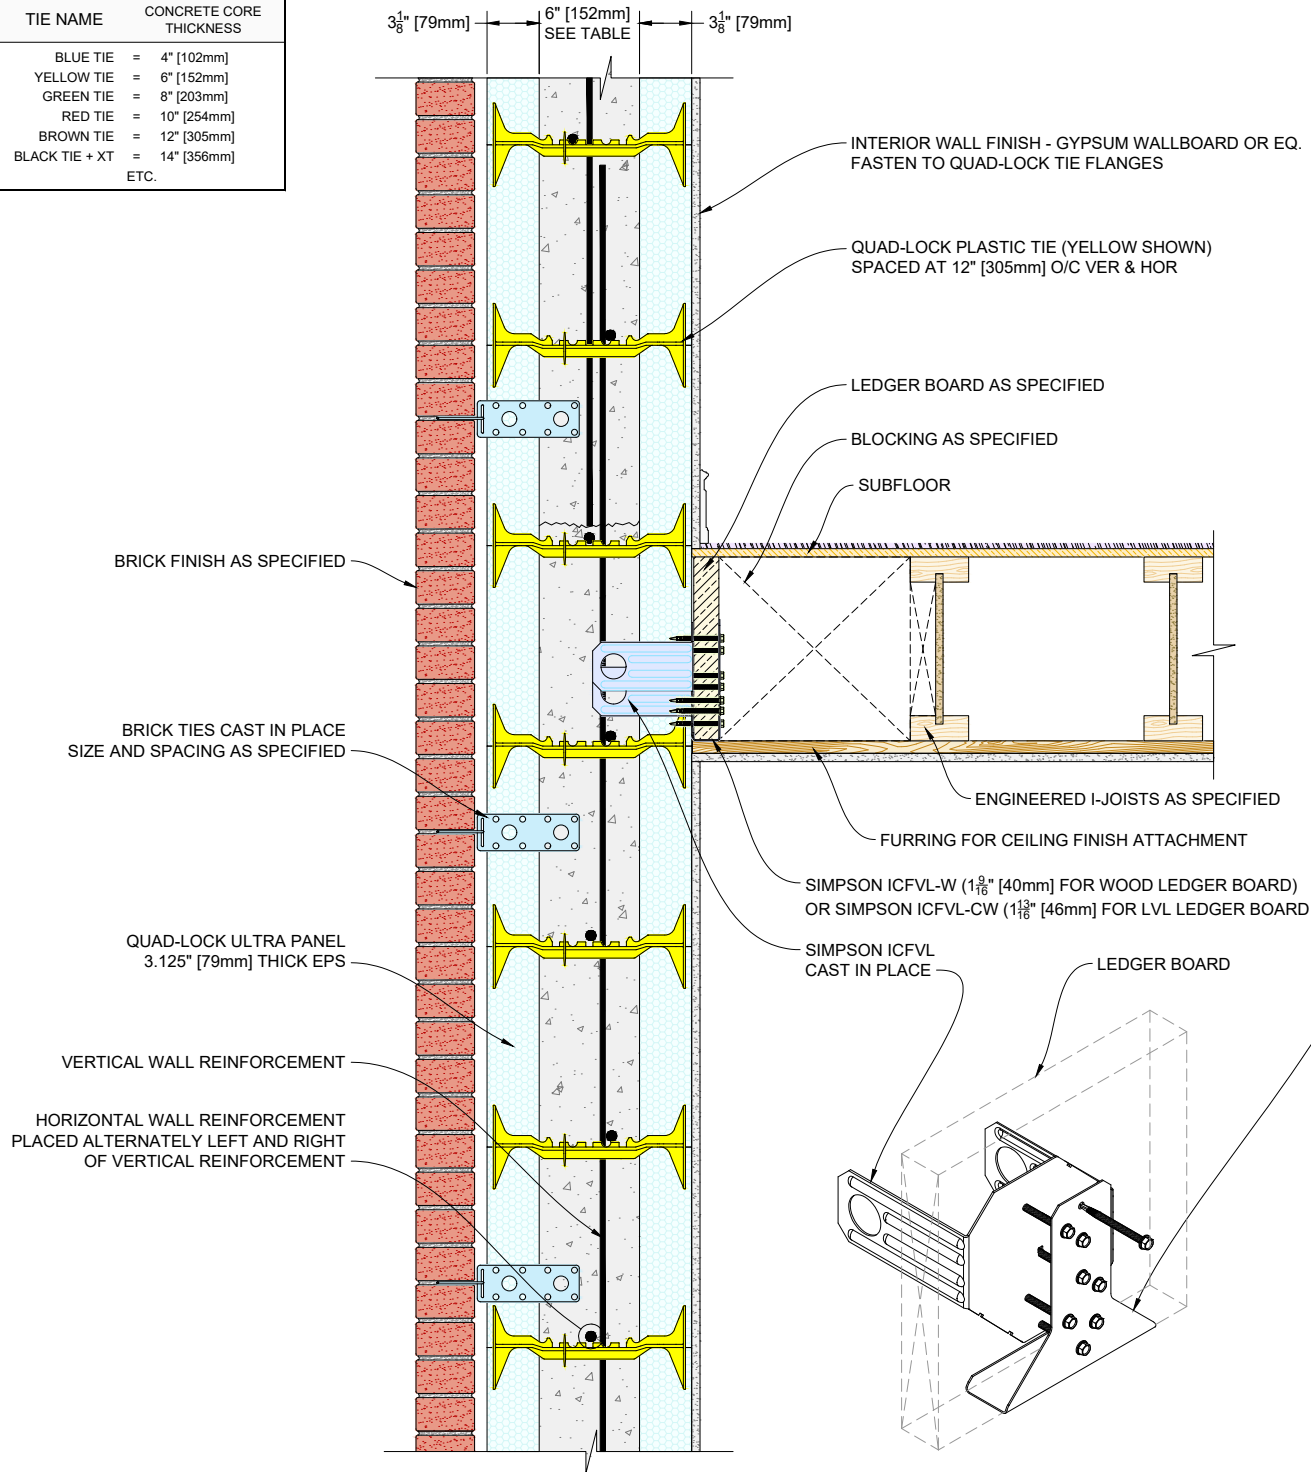 TIE NAME CONCRETE CORE
THICKNESS
BLUE TIE = 4" [102mm]
YELLOW TIE = 6" [152mm]
GREEN TIE = 8" [203mm]
RED TIE = 10" [254mm]
BROWN TIE = 12" [305mm]
BLACK TIE + XT = 14" [356mm]
ETC.
3 1/8" [79mm]
6" [152mm]
SEE TABLE
3 1/8" [79mm]
INTERIOR WALL FINISH - GYPSUM WALLBOARD OR EQ.
FASTEN TO QUAD-LOCK TIE FLANGES
QUAD-LOCK PLASTIC TIE (YELLOW SHOWN)
SPACED AT 12" [305mm] O/C VER & HOR
LEDGER BOARD AS SPECIFIED
BLOCKING AS SPECIFIED
SUBFLOOR
BRICK FINISH AS SPECIFIED
BRICK TIES CAST IN PLACE
SIZE AND SPACING AS SPECIFIED
ENGINEERED I-JOISTS AS SPECIFIED
FURRING FOR CEILING FINISH ATTACHMENT
SIMPSON ICFVL-W (1 9/16" [40mm] FOR WOOD LEDGER BOARD)
OR SIMPSON ICFVL-CW (1 13/16" [46mm] FOR LVL LEDGER BOARD
QUAD-LOCK ULTRA PANEL
3.125" [79mm] THICK EPS
SIMPSON ICFVL
CAST IN PLACE
LEDGER BOARD
VERTICAL WALL REINFORCEMENT
HORIZONTAL WALL REINFORCEMENT
PLACED ALTERNATELY LEFT AND RIGHT
OF VERTICAL REINFORCEMENT